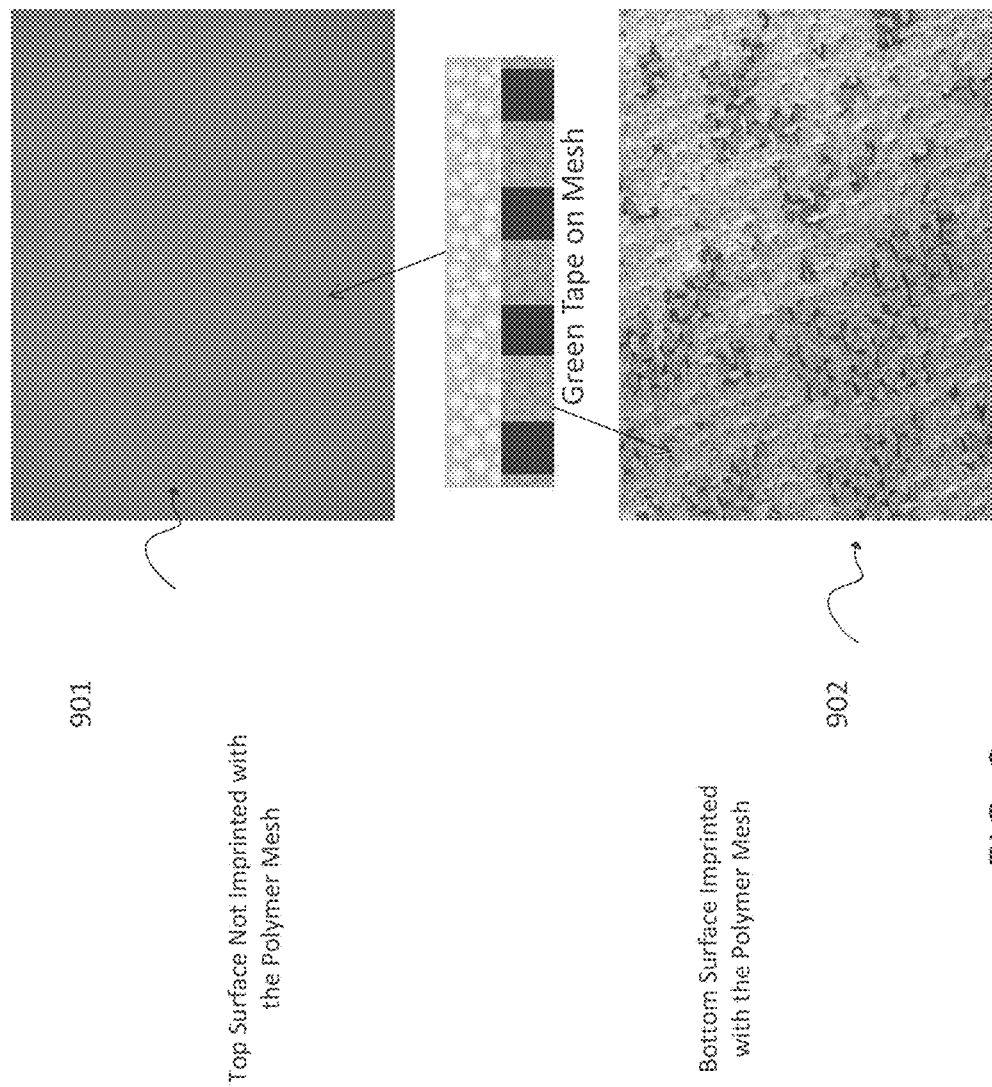 901
Top Surface Not Imprinted with
the Polymer Mesh
Green Tape on Mesh
902
Bottom Surface Imprinted
with the Polymer Mesh